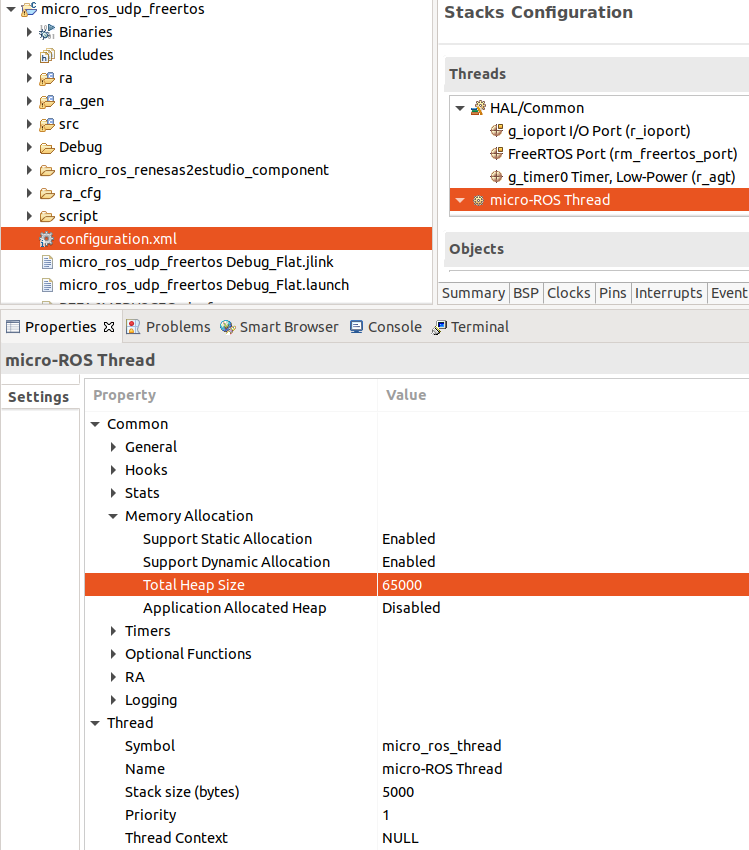 micro_ros_udp_freertos
Binaries
Includes
ra
ra_gen
src
Debug
micro_ros_renesas2estudio_component
ra_cfg
script
configuration.xml
micro_ros_udp_freertos Debug_Flat.jlink
micro_ros_udp_freertos Debug_Flat.launch
Stacks Configuration
Threads
HAL/Common
g_ioport I/O Port (r_ioport)
FreeRTOS Port (rm_freertos_port)
g_timer0 Timer, Low-Power (r_agt)
micro-ROS Thread
Objects
Summary BSP Clocks Pins Interrupts Event
Properties Problems Smart Browser Console Terminal
micro-ROS Thread
Settings
Property Value
Common
General
Hooks
Stats
Memory Allocation
Support Static Allocation Enabled
Support Dynamic Allocation Enabled
Total Heap Size 65000
Application Allocated Heap Disabled
Timers
Optional Functions
RA
Logging
Thread
Symbol micro_ros_thread
Name micro-ROS Thread
Stack size (bytes) 5000
Priority 1
Thread Context NULL